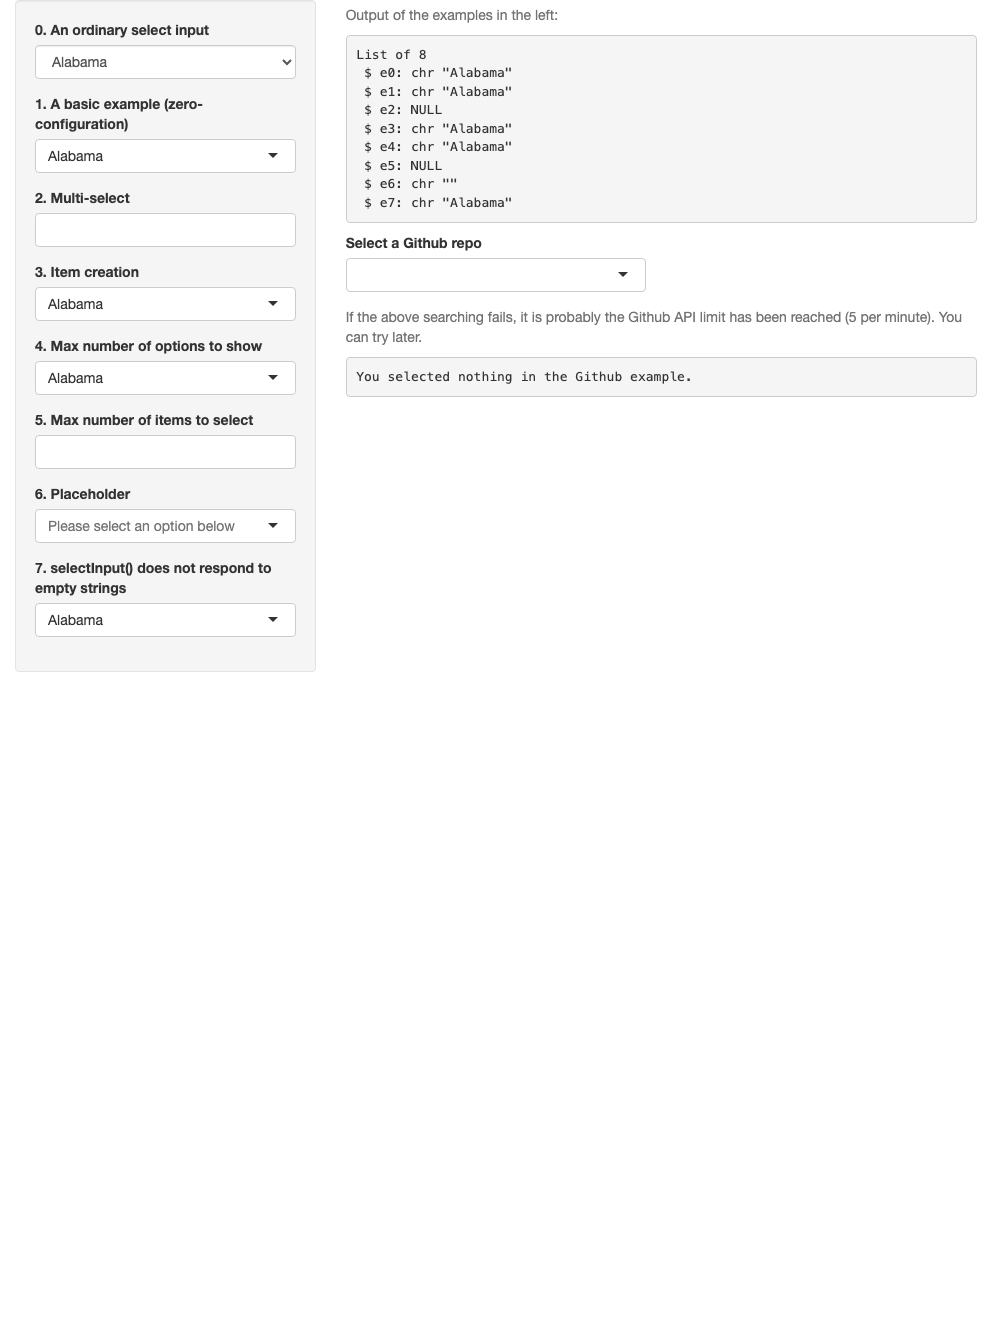 0. An ordinary select input
Alabama
1. A basic example (zero-
configuration)
Alabama
2. Multi-select
3. Item creation
Alabama
4. Max number of options to show
Alabama
5. Max number of items to select
6. Placeholder
Please select an option below
7. selectInput() does not respond to
empty strings
Alabama
Output of the examples in the left:
List of 8
 $ e0: chr "Alabama"
 $ e1: chr "Alabama"
 $ e2: NULL
 $ e3: chr "Alabama"
 $ e4: chr "Alabama"
 $ e5: NULL
 $ e6: chr ""
 $ e7: chr "Alabama"
Select a Github repo
If the above searching fails, it is probably the Github API limit has been reached (5 per minute). You
can try later.
You selected nothing in the Github example.